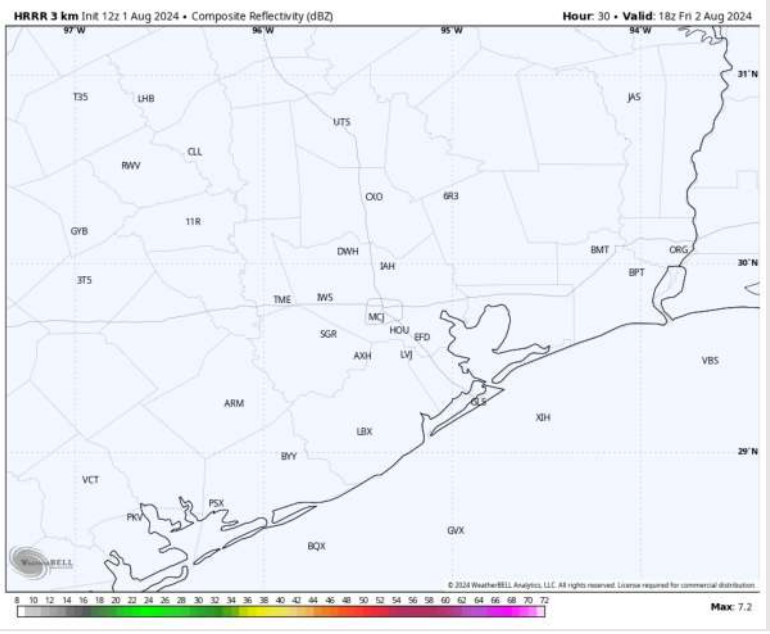 HRRR 3 km Init 12z 1 Aug 2024 • Composite Reflectivity (dBZ)
Hour: 30 • Valid: 18z Fri 2 Aug 2024
97°W 96°W 95°W 94°W
31°N
T35 LHB JAS
UTS
CLL
RWV
CXO 6R3
11R
GYB
DWH BMT ORG
IAH 30°N
3T5 BPT
TME IWS
MCJ
SGR HOU EFD
AXH LVJ VBS
ARM GLS
XIH
LBX
BYY 29°N
VCT
PSX
PKV
GVX
BQX
WeatherBELL
© 2024 WeatherBELL Analytics, LLC. All rights reserved. License required for commercial distribution.
8 10 12 14 16 18 20 22 24 26 28 30 32 34 36 38 40 42 44 46 48 50 52 54 56 58 60 62 64 66 68 70 72
Max: 7.2